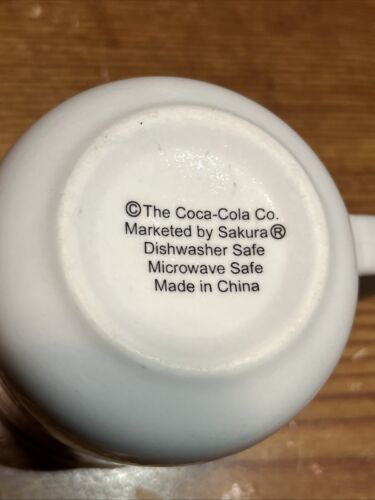 ©The Coca-Cola Co.
Marketed by Sakura®
Dishwasher Safe
Microwave Safe
Made in China